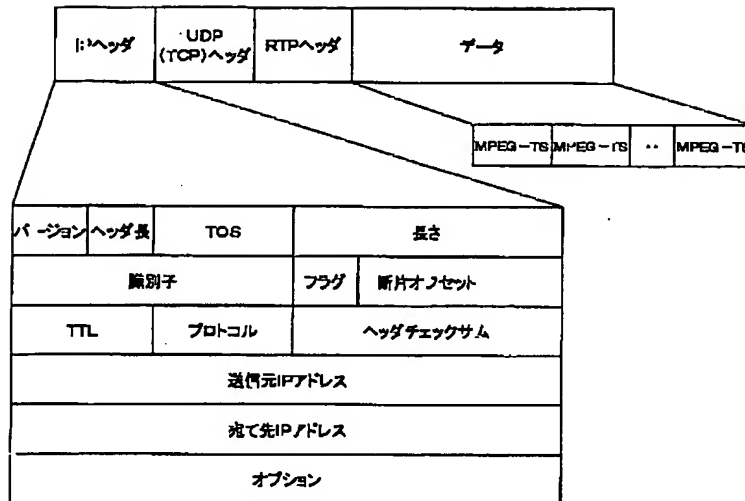 IPヘッダ
UDP
(TCP)ヘッダ
RTPヘッダ
データ
MPEG-TS
MPEG-TS
‥
MPEG-TS
バージョン
ヘッダ長
TOS
長さ
識別子
フラグ
断片オフセット
TTL
プロトコル
ヘッダチェックサム
送信元IPアドレス
宛て先IPアドレス
オプション